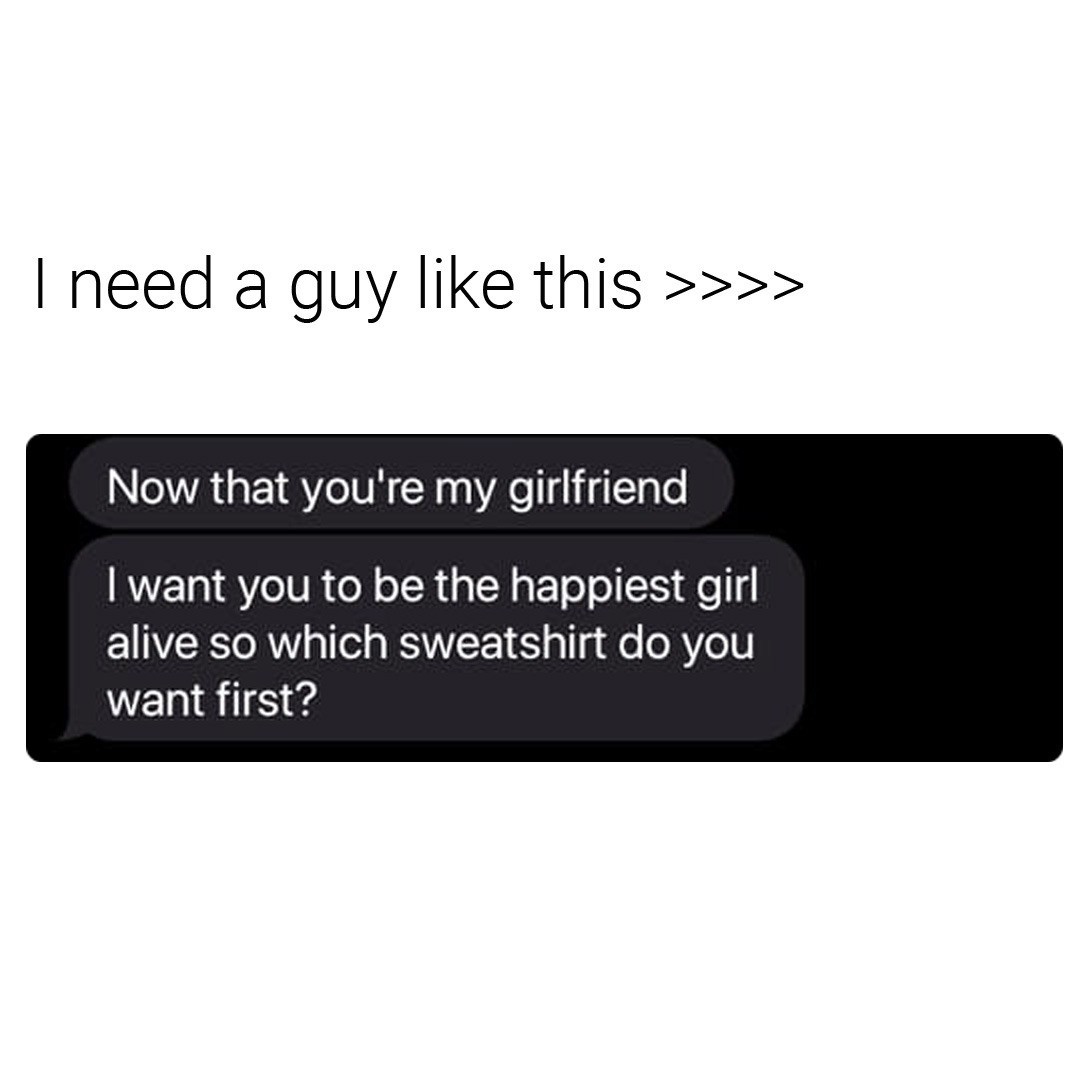 I need a guy like this >>>>
Now that you're my girlfriend
I want you to be the happiest girl
alive so which sweatshirt do you
want first?